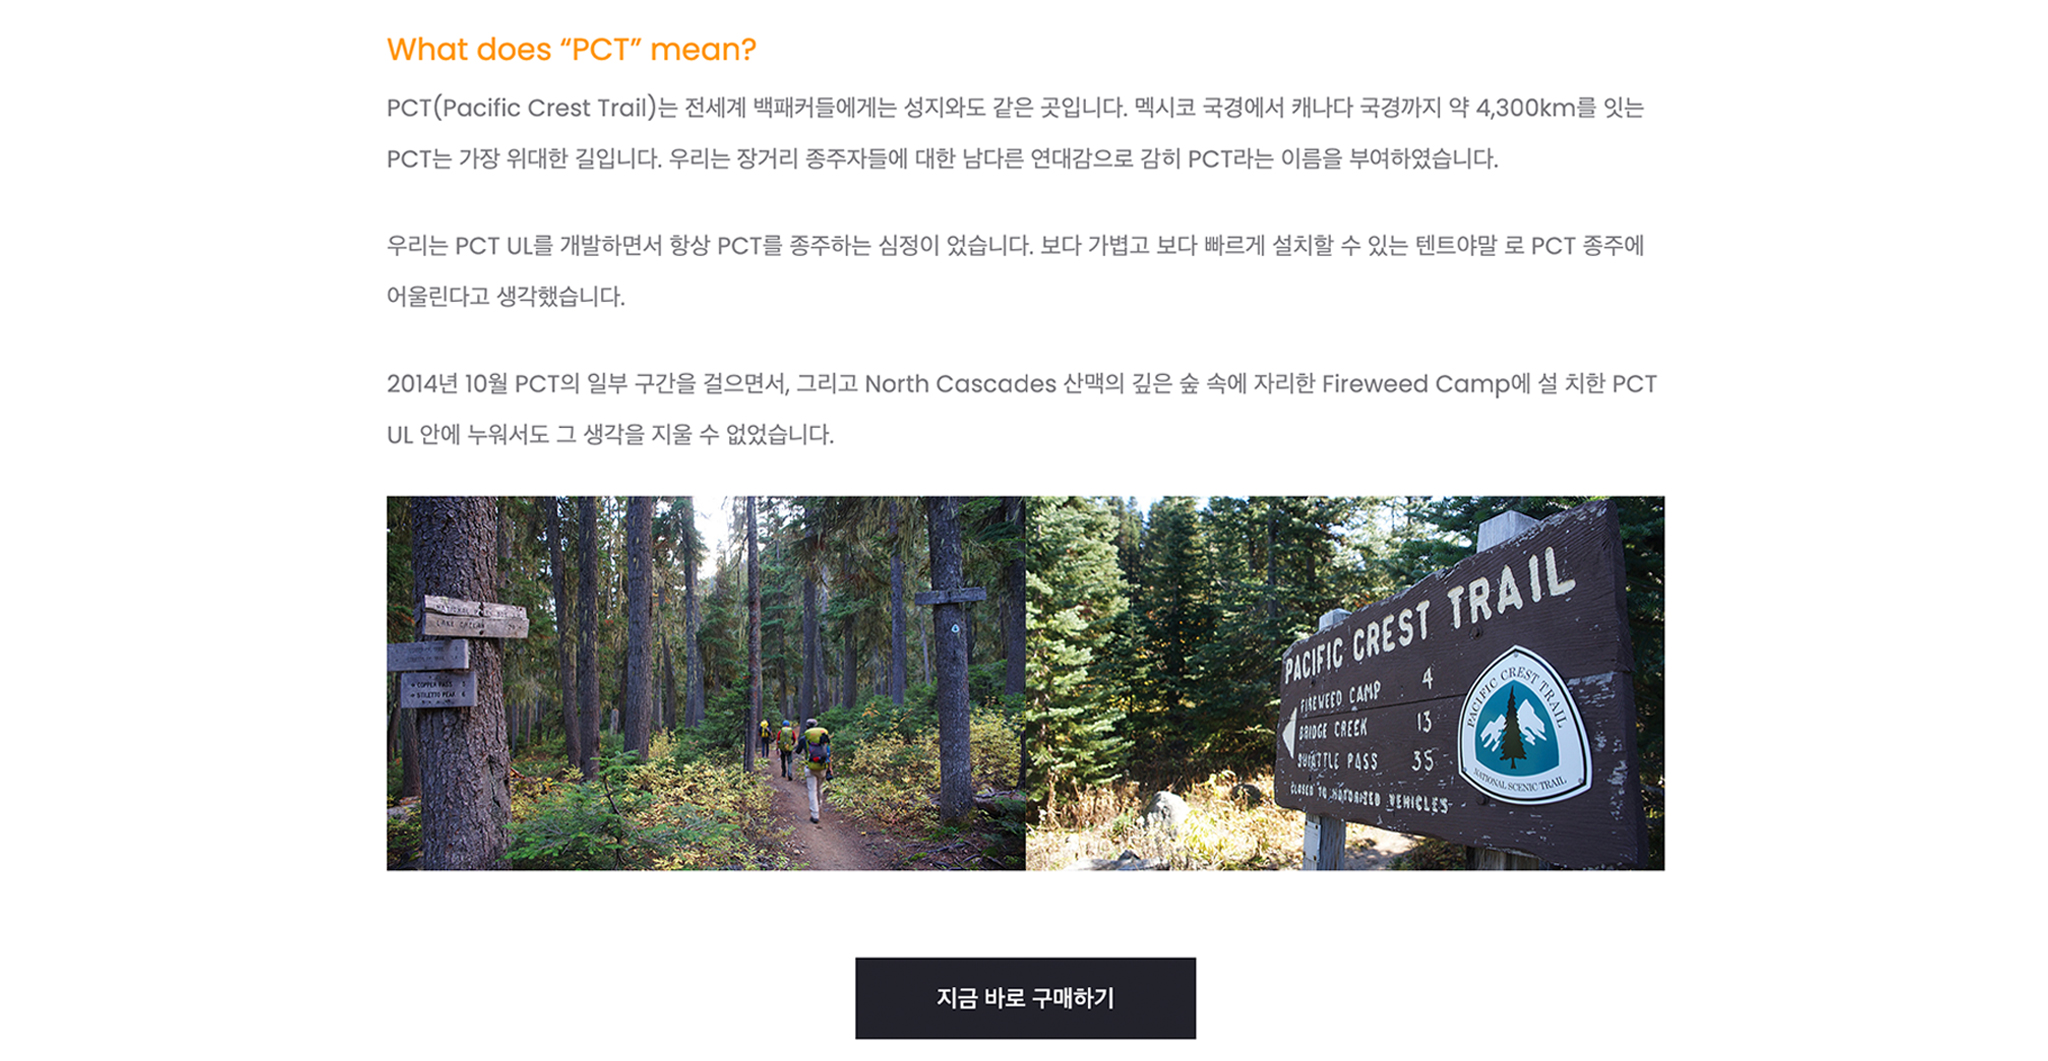 What does “PCT” mean?
PCT(Pacific Crest Trail)는 전세계 백패커들에게는 성지와도 같은 곳입니다. 멕시코 국경에서 캐나다 국경까지 약 4,300km를 잇는
PCT는 가장 위대한 길입니다. 우리는 장거리 종주자들에 대한 남다른 연대감으로 감히 PCT라는 이름을 부여하였습니다.
우리는 PCT UL를 개발하면서 항상 PCT를 종주하는 심정이 었습니다. 보다 가볍고 보다 빠르게 설치할 수 있는 텐트야말 로 PCT 종주에
어울린다고 생각했습니다.
2014년 10월 PCT의 일부 구간을 걸으면서, 그리고 North Cascades 산맥의 깊은 숲 속에 자리한 Fireweed Camp에 설 치한 PCT
UL 안에 누워서도 그 생각을 지울 수 없었습니다.
NATIONAL
COPPER PASS
STILETTO PEAK 6
PACIFIC CREST TRAIL
FIREWEED CAMP 4
BRIDGE CREEK 13
PASS 35
CLOSED TO MOTORIZED VEHICLES
PACIFIC CREST TRAIL
NATIONAL SCENIC TRAIL
지금 바로 구매하기